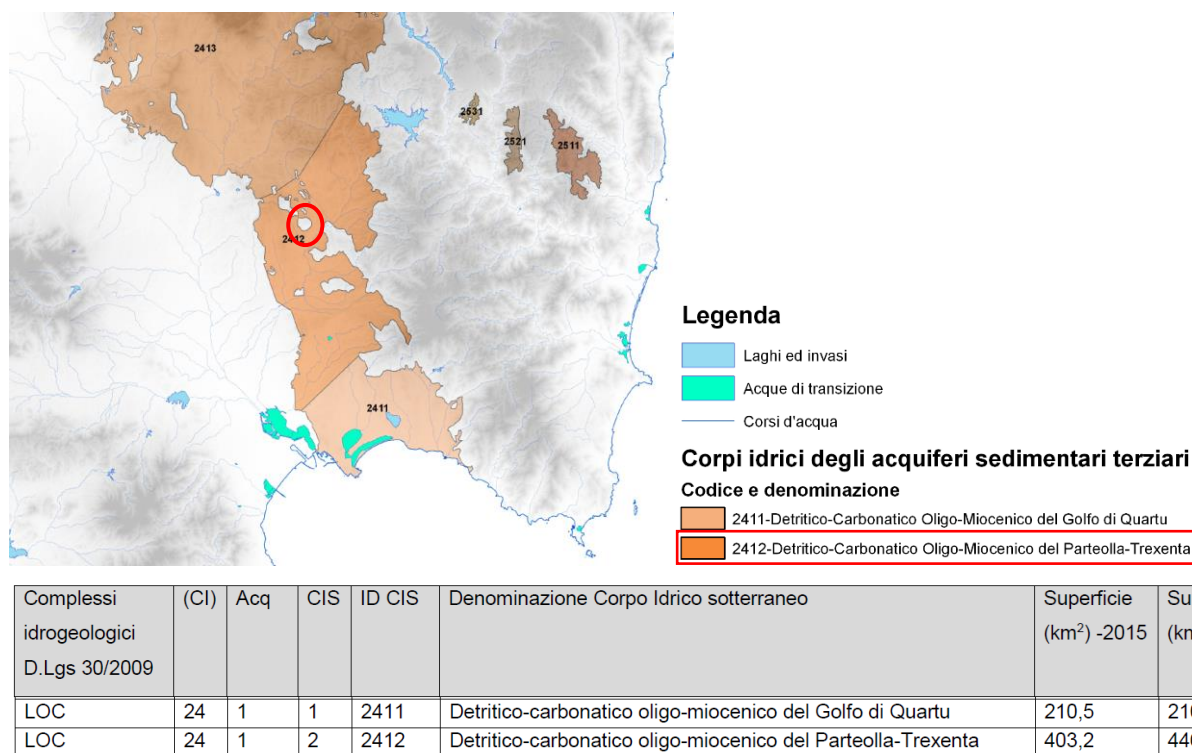 2413
2531
2521
2511
2412
2411
Legenda
Laghi ed invasi
Acque di transizione
Corsi d'acqua
Corpi idrici degli acquiferi sedimentari terziari
Codice e denominazione
2411-Detritico-Carbonatico Oligo-Miocenico del Golfo di Quartu
2412-Detritico-Carbonatico Oligo-Miocenico del Parteolla-Trexenta
Complessi (CI) Acq CIS ID CIS Denominazione Corpo Idrico sotterraneo Superficie
idrogeologici (km²) -2015
D.Lgs 30/2009
LOC 24 1 1 2411 Detritico-carbonatico oligo-miocenico del Golfo di Quartu 210,5
LOC 24 1 2 2412 Detritico-carbonatico oligo-miocenico del Parteolla-Trexenta 403,2